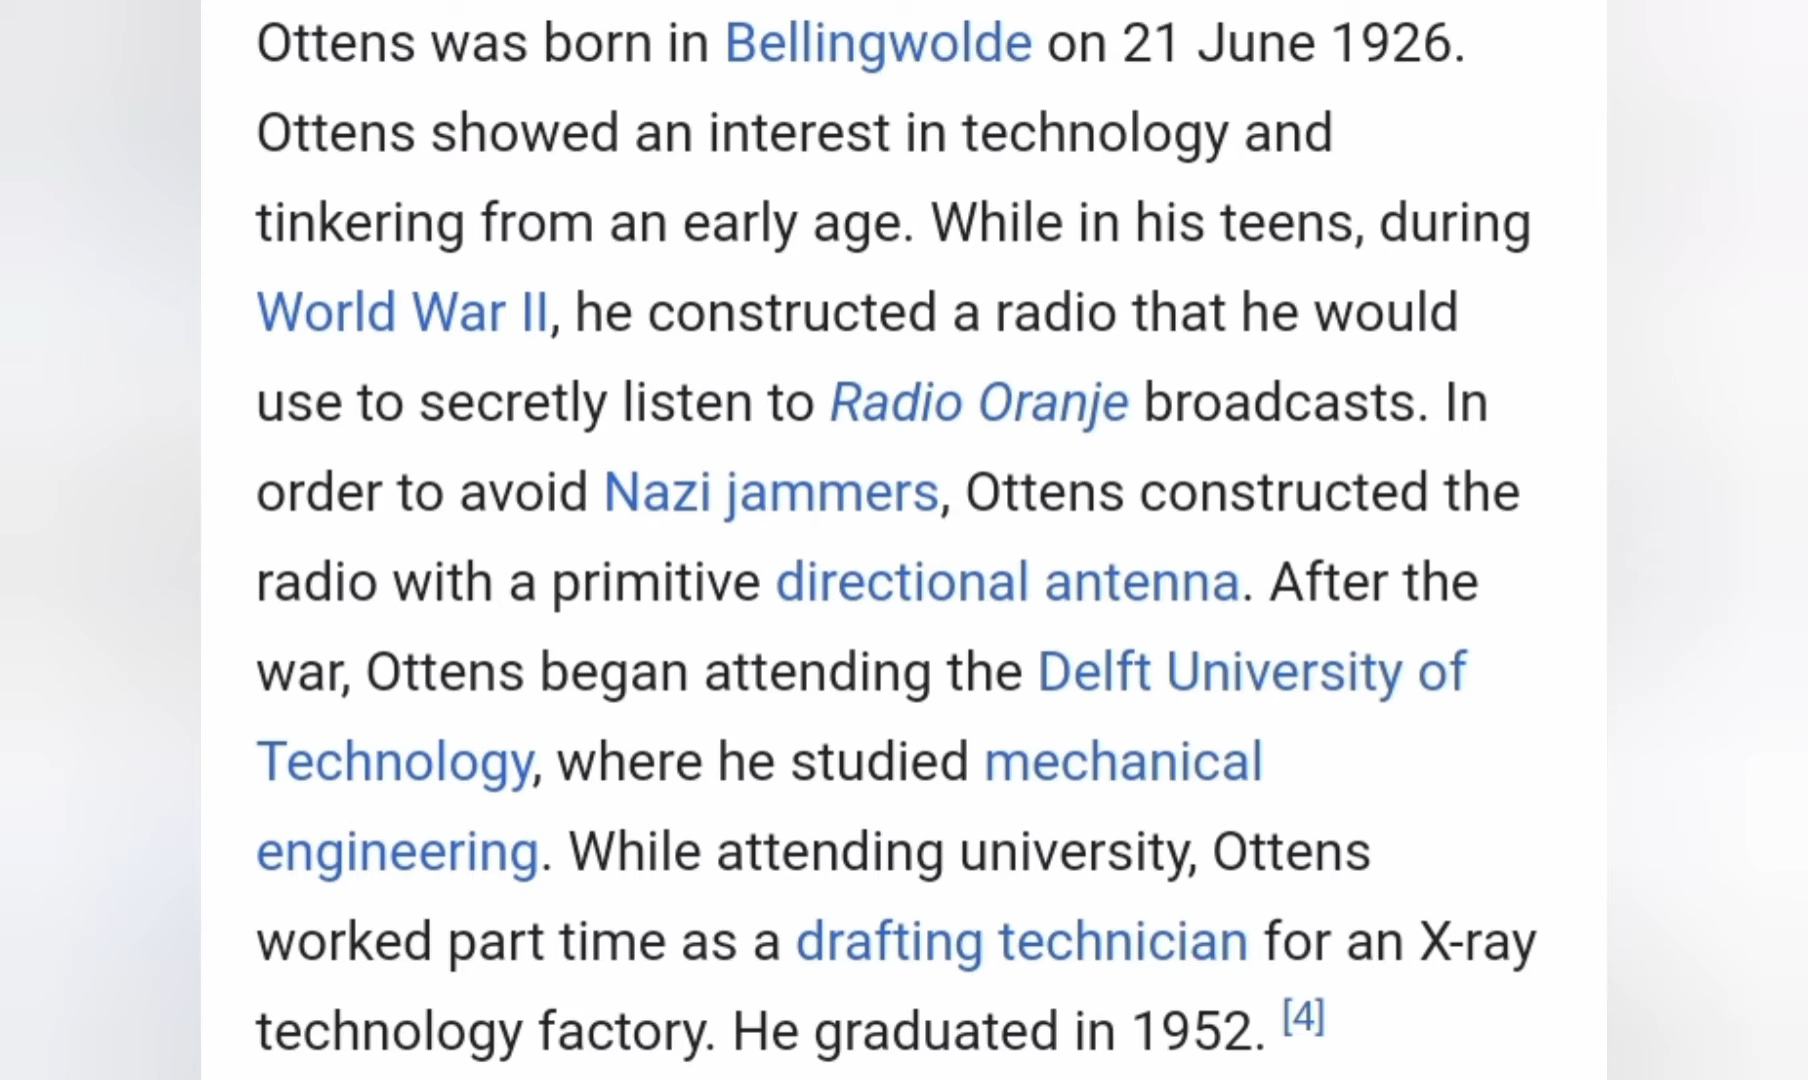 Ottens was born in Bellingwolde on 21 June 1926.
Ottens showed an interest in technology and
tinkering from an early age. While in his teens, during
World War II, he constructed a radio that he would
use to secretly listen to Radio Oranje broadcasts. In
order to avoid Nazi jammers, Ottens constructed the
radio with a primitive directional antenna. After the
war, Ottens began attending the Delft University of
Technology, where he studied mechanical
engineering. While attending university, Ottens
worked part time as a drafting technician for an X-ray
technology factory. He graduated in 1952. [4]